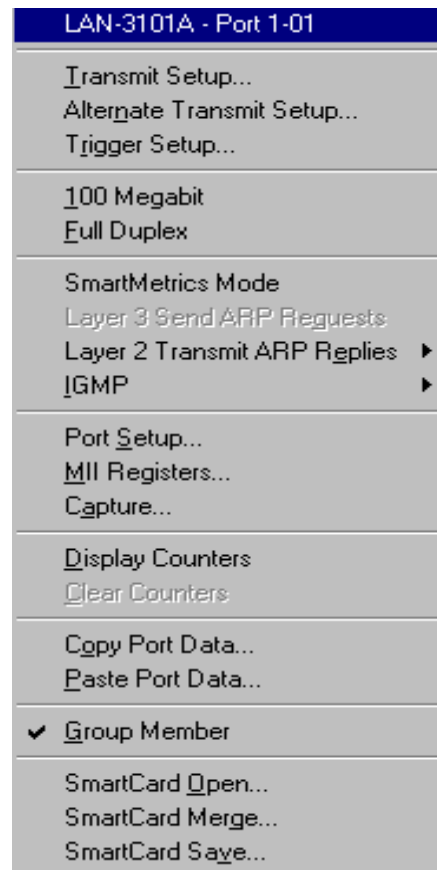 LAN-3101A - Port 1-01
Transmit Setup...
Alternate Transmit Setup...
Trigger Setup...
100 Megabit
Full Duplex
SmartMetrics Mode
Layer 3 Send ARP Reguests
Layer 2 Transmit ARP Replies
IGMP
Port Setup...
MII Registers...
Capture...
Display Counters
Clear Counters
Copy Port Data...
Paste Port Data...
Group Member
SmartCard Open...
SmartCard Merge...
SmartCard Save...